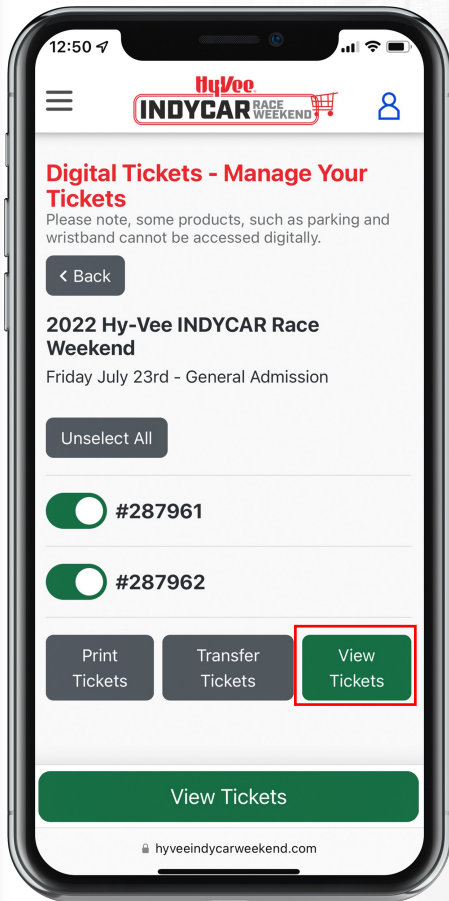 12:50
HyVee
INDYCAR RACE WEEKEND
Digital Tickets - Manage Your
Tickets
Please note, some products, such as parking and
wristband cannot be accessed digitally.
< Back
2022 Hy-Vee INDYCAR Race
Weekend
Friday July 23rd - General Admission
Unselect All
#287961
#287962
Print
Tickets
Transfer
Tickets
View
Tickets
View Tickets
hyveeindycarweekend.com